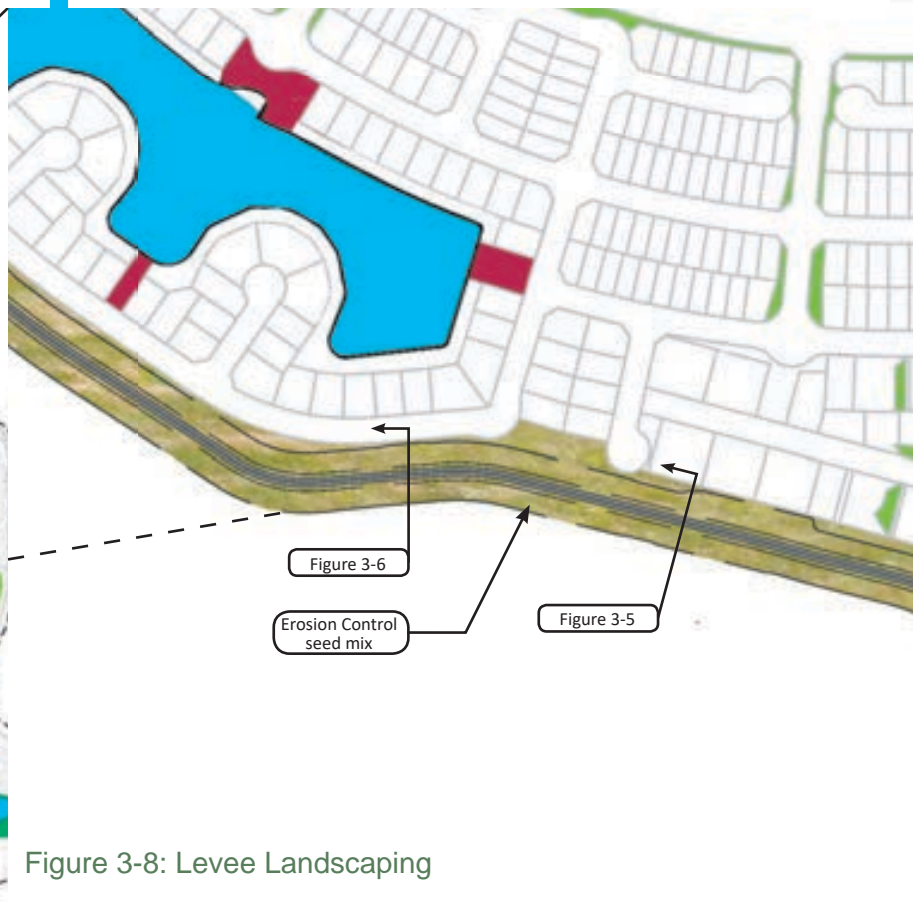 Figure 3-6
Erosion Control
seed mix
Figure 3-5
Figure 3-8: Levee Landscaping